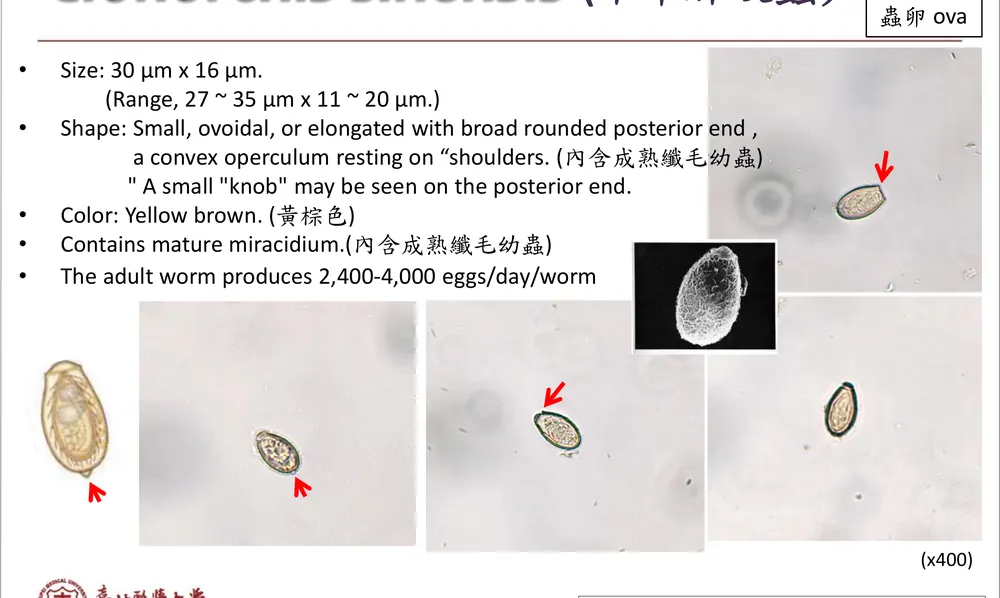 蟲卵 ova
• Size: 30 μm x 16 μm.
(Range, 27 ~ 35 μm x 11 ~ 20 μm.)
• Shape: Small, ovoidal, or elongated with broad rounded posterior end ,
a convex operculum resting on “shoulders. (內含成熟纖毛幼蟲)
" A small "knob" may be seen on the posterior end.
• Color: Yellow brown. (黃棕色)
• Contains mature miracidium.(內含成熟纖毛幼蟲)
• The adult worm produces 2,400-4,000 eggs/day/worm
(x400)